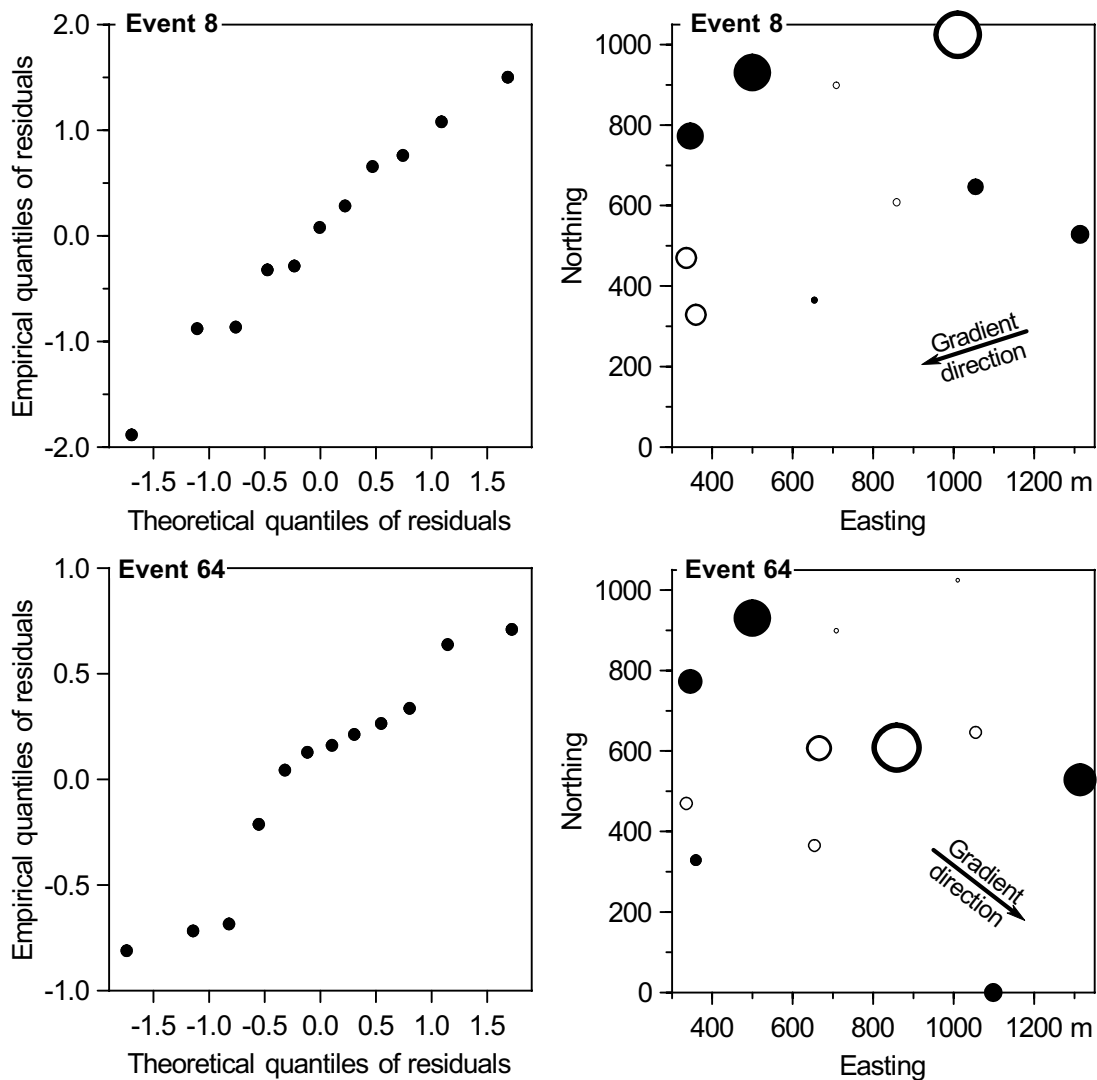 Event 8
2.0
1.0
0.0
-1.0
-2.0
Empirical quantiles of residuals
-1.5 -1.0 -0.5 0.0 0.5 1.0 1.5
Theoretical quantiles of residuals
Event 8
1000
800
600
400
200
0
Northing
Gradient
direction
400 600 800 1000 1200 m
Easting
Event 64
1.0
0.5
0.0
-0.5
-1.0
Empirical quantiles of residuals
-1.5 -1.0 -0.5 0.0 0.5 1.0 1.5
Theoretical quantiles of residuals
Event 64
1000
800
600
400
200
0
Northing
Gradient
direction
400 600 800 1000 1200 m
Easting